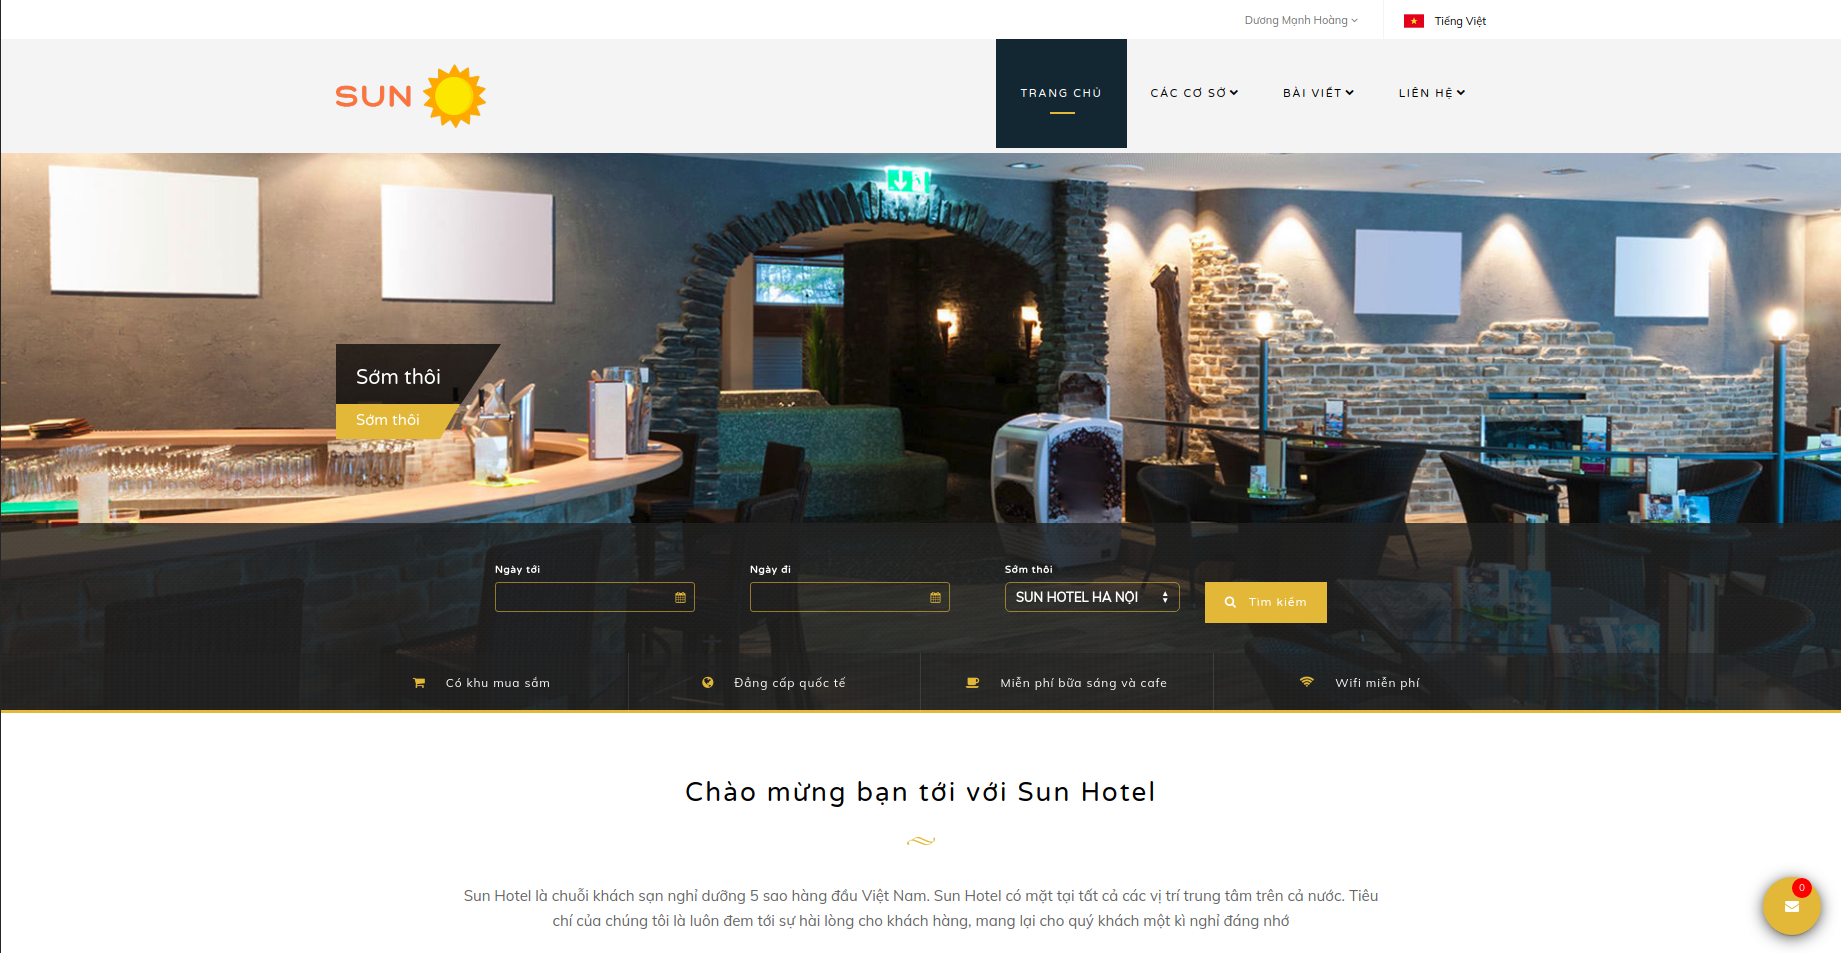 Dương Mạnh Hoàng
Tiếng Việt
SUN
TRANG CHỦ
CÁC CƠ SỞ
BÀI VIẾT
LIÊN HỆ
Sớm thôi
Sớm thôi
Ngày tới
Ngày đi
Sớm thôi
SUN HOTEL HA NỘI
Tìm kiếm
Có khu mua sắm
Đẳng cấp quốc tế
Miễn phí bữa sáng và cafe
Wifi miễn phí
Chào mừng bạn tới với Sun Hotel
Sun Hotel là chuỗi khách sạn nghỉ dưỡng 5 sao hàng đầu Việt Nam. Sun Hotel có mặt tại tất cả các vị trí trung tâm trên cả nước. Tiêu
chí của chúng tôi là luôn đem tới sự hài lòng cho khách hàng, mang lại cho quý khách một kì nghỉ đáng nhớ
0